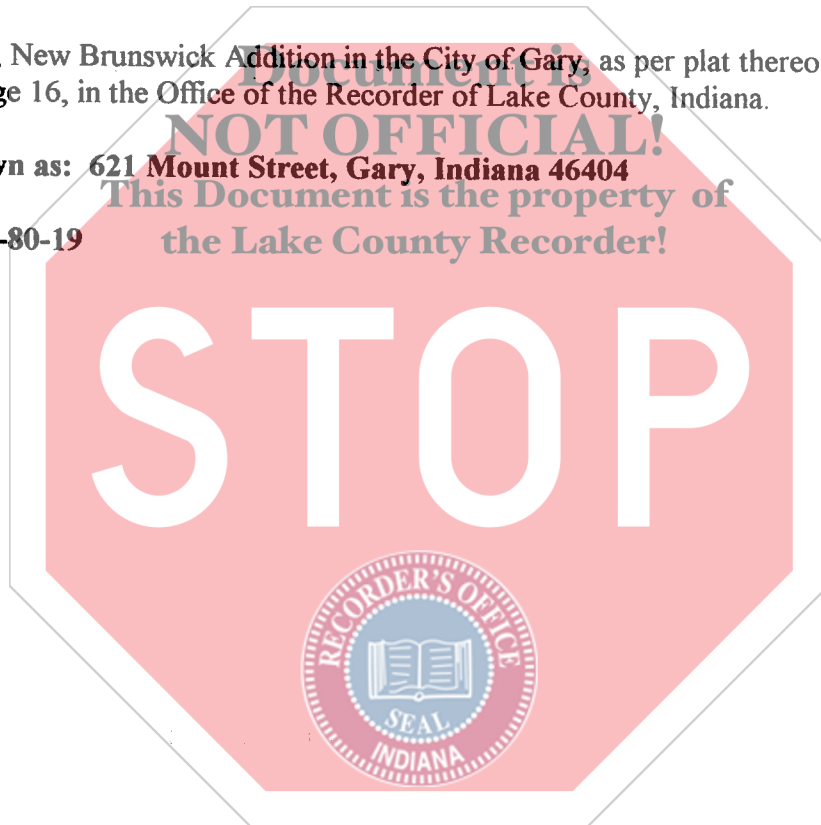 , New Brunswick Addition in the City of Gary, as per plat thereo
Document is
ge 16, in the Office of the Recorder of Lake County, Indiana.
NOT OFFICIAL!
vn as: 621 Mount Street, Gary, Indiana 46404
This Document is the property of
-80-19
the Lake County Recorder!
STOP
RECORDER'S OFFICE
SEAL
INDIANA